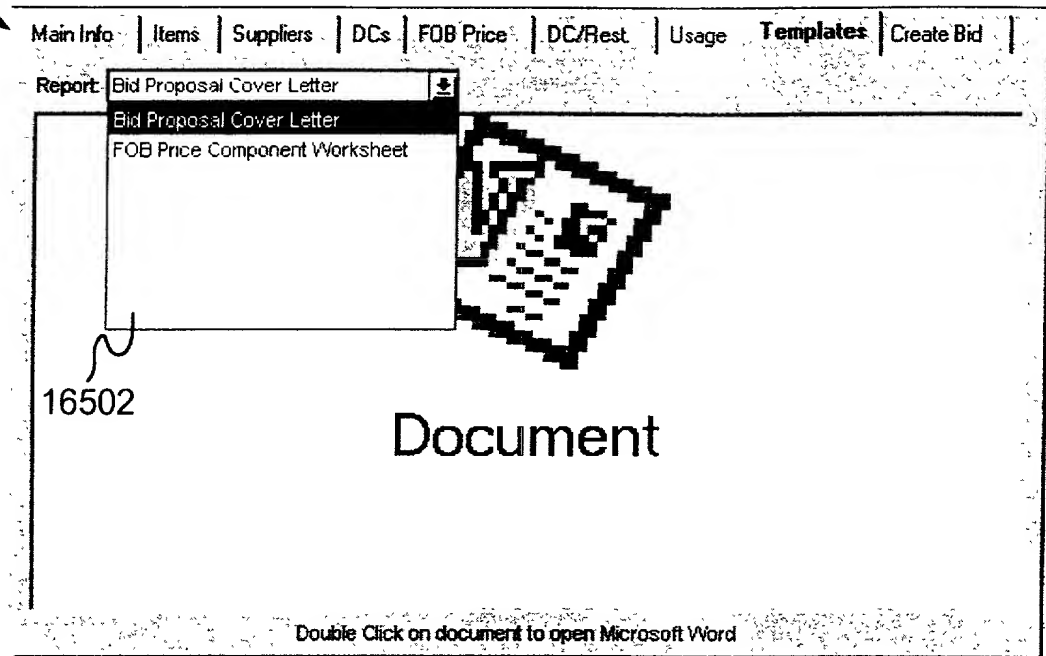 Main Info Items Suppliers DCs FOB Price DC/Rest Usage Templates Create Bid
Report: Bid Proposal Cover Letter
Bid Proposal Cover Letter
FOB Price Component Worksheet
16502
Document
Double Click on document to open Microsoft Word